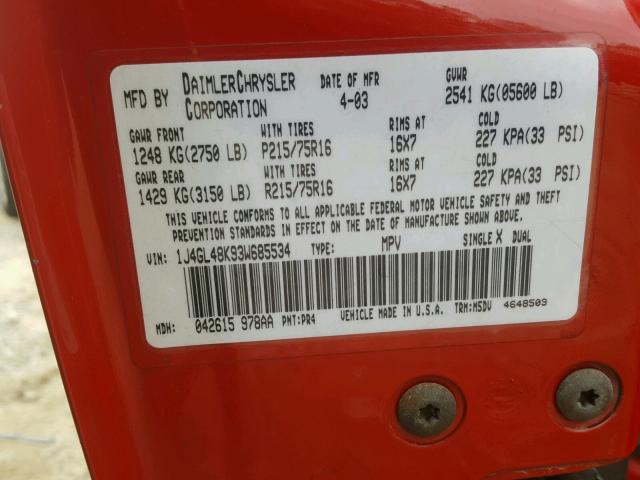 MFD BY DAIMLERCHRYSLER CORPORATION DATE OF MFR 4-03 GVWR 2541 KG(05600 LB)
GAWR FRONT WITH TIRES RIMS AT COLD
1248 KG(2750 LB) P215/75R16 16X7 227 KPA(33 PSI)
GAWR REAR WITH TIRES RIMS AT COLD
1429 KG(3150 LB) R215/75R16 16X7 227 KPA(33 PSI)
THIS VEHICLE CONFORMS TO ALL APPLICABLE FEDERAL MOTOR VEHICLE SAFETY AND THEFT
PREVENTION STANDARDS IN EFFECT ON THE DATE OF MANUFACTURE SHOWN ABOVE.
VIN: 1J4GL48K93W685534 TYPE: MPV SINGLE X DUAL
MDH: 042615 978AA PNT:PR4 VEHICLE MADE IN U.S.A. TRM:M5DV 4648503